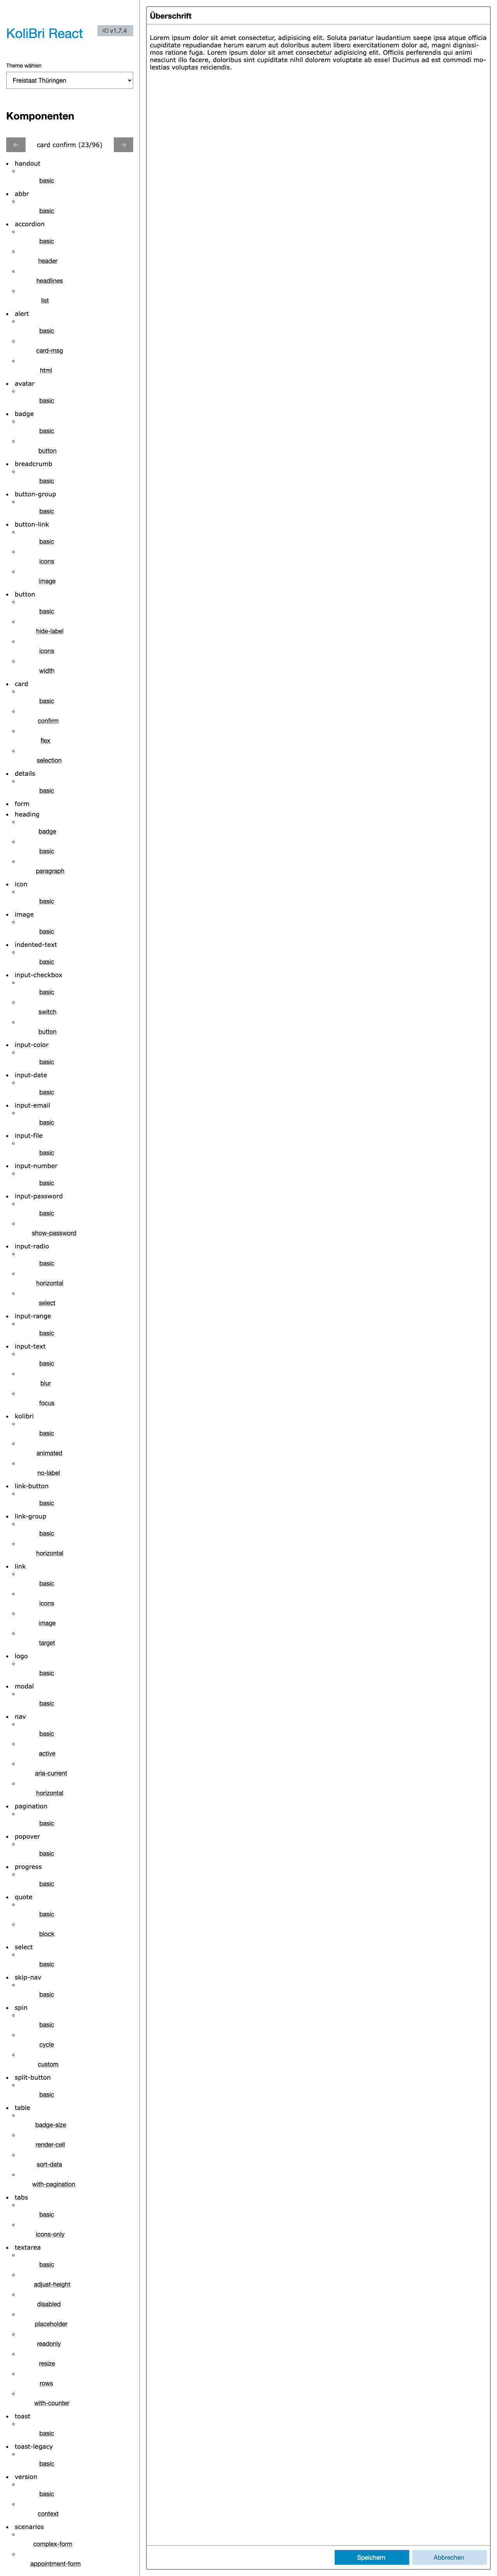 KoliBri React
v1.7.4
Theme wählen
Freistaat Thüringen
Komponenten
card confirm (23/96)
handout
basic
abbr
basic
accordion
basic
header
headlines
list
alert
basic
card-msg
html
avatar
basic
badge
basic
button
breadcrumb
basic
button-group
basic
button-link
basic
icons
image
button
basic
hide-label
icons
width
card
basic
confirm
flex
selection
details
basic
form
heading
badge
basic
paragraph
icon
basic
image
basic
indented-text
basic
input-checkbox
basic
switch
button
input-color
basic
input-date
basic
input-email
basic
input-file
basic
input-number
basic
input-password
basic
show-password
input-radio
basic
horizontal
select
input-range
basic
input-text
basic
blur
focus
kolibri
basic
animated
no-label
link-button
basic
link-group
basic
horizontal
link
basic
icons
image
target
logo
basic
modal
basic
nav
basic
active
aria-current
horizontal
pagination
basic
popover
basic
progress
basic
quote
basic
block
select
basic
skip-nav
basic
spin
basic
cycle
custom
split-button
basic
table
badge-size
render-cell
sort-data
with-pagination
tabs
basic
icons-only
textarea
basic
adjust-height
disabled
placeholder
readonly
resize
rows
with-counter
toast
basic
toast-legacy
basic
version
basic
context
scenarios
complex-form
appointment-form
Überschrift
Lorem ipsum dolor sit amet consectetur, adipisicing elit. Soluta pariatur laudantium saepe ipsa atque officia
cupiditate repudiandae harum earum aut doloribus autem libero exercitationem dolor ad, magni dignissi-
mos ratione fuga. Lorem ipsum dolor sit amet consectetur adipisicing elit. Officiis perferendis qui animi
nesciunt illo facere, doloribus sint cupiditate nihil dolorem voluptate ab esse! Ducimus ad est commodi mo-
lestias voluptas reiciendis.
Speichern
Abbrechen